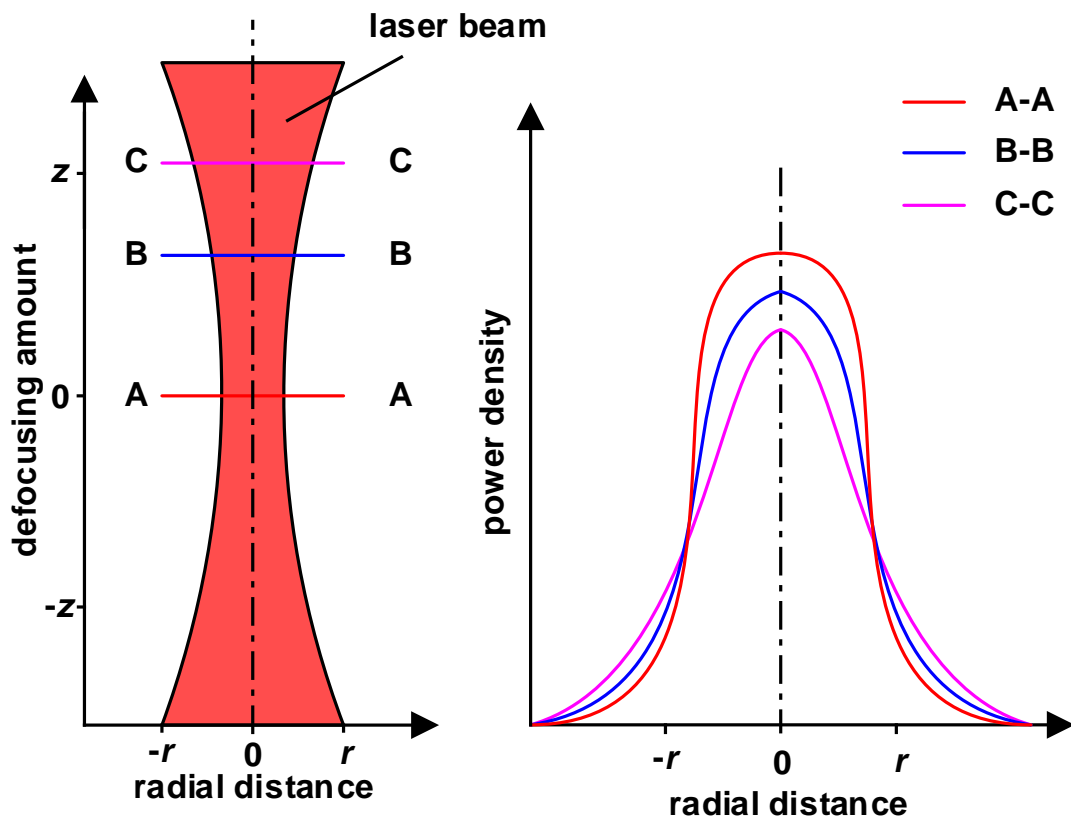 laser beam
C
C
z
B
B
defocusing amount
A
A
0
-z
-r
0
r
radial distance
A-A
B-B
C-C
power density
-r
0
r
radial distance